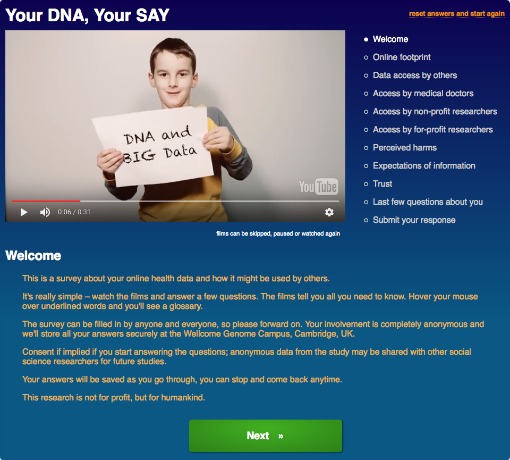 Your DNA, Your SAY
reset answers and start again
DNA and
BIG Data
YouTube
0:06 / 0:31
films can be skipped, paused or watched again
Welcome
Online footprint
Data access by others
Access by medical doctors
Access by non-profit researchers
Access by for-profit researchers
Perceived harms
Expectations of information
Trust
Last few questions about you
Submit your response
Welcome
This is a survey about your online health data and how it might be used by others.
It's really simple – watch the films and answer a few questions. The films tell you all you need to know. Hover your mouse
over underlined words and you'll see a glossary.
The survey can be filled in by anyone and everyone, so please forward on. Your involvement is completely anonymous and
we'll store all your answers securely at the Wellcome Genome Campus, Cambridge, UK.
Consent if implied if you start answering the questions; anonymous data from the study may be shared with other social
science researchers for future studies.
Your answers will be saved as you go through, you can stop and come back anytime.
This research is not for profit, but for humankind.
Next »